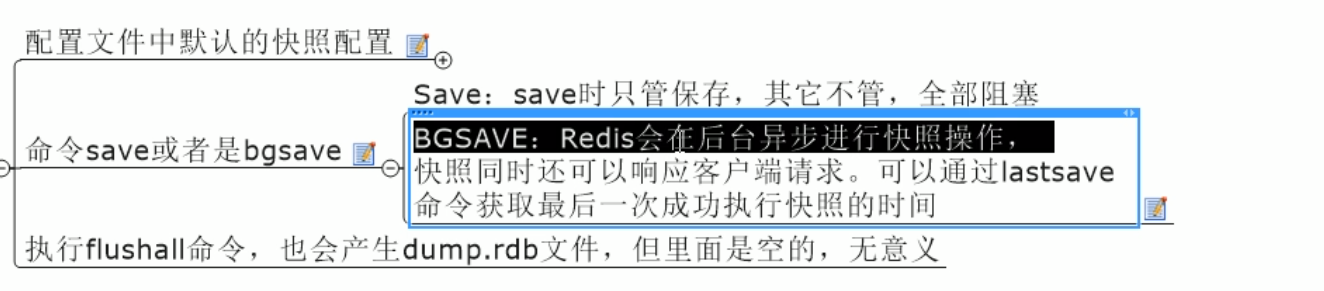 配置文件中默认的快照配置
Save：save时只管保存，其它不管，全部阻塞
命令save或者是bgsave
BGSAVE：Redis会在后台异步进行快照操作，
快照同时还可以响应客户端请求。可以通过lastsave
命令获取最后一次成功执行快照的时间
执行flushall命令，也会产生dump.rdb文件，但里面是空的，无意义